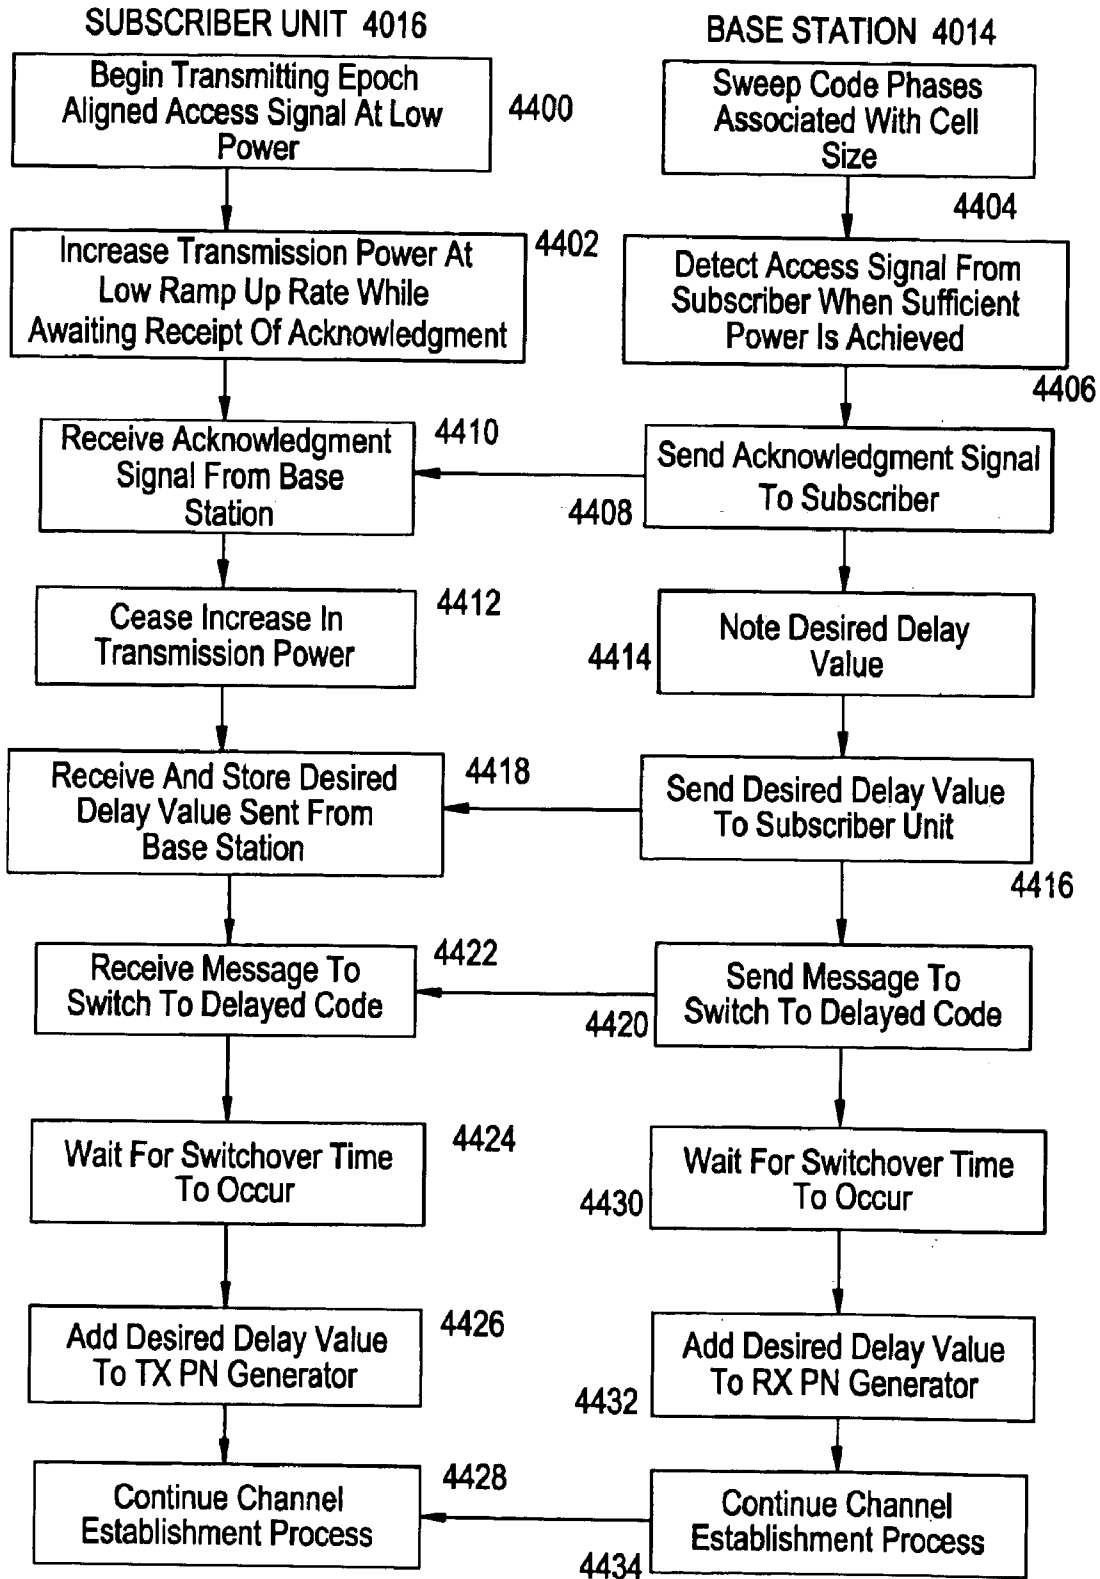 SUBSCRIBER UNIT 4016
Begin Transmitting Epoch
Aligned Access Signal At Low
Power
4400
Increase Transmission Power At
Low Ramp Up Rate While
Awaiting Receipt Of Acknowledgment
4402
Receive Acknowledgment
Signal From Base
Station
4410
Cease Increase In
Transmission Power
4412
Receive And Store Desired
Delay Value Sent From
Base Station
4418
Receive Message To
Switch To Delayed Code
4422
Wait For Switchover Time
To Occur
4424
Add Desired Delay Value
To TX PN Generator
4426
Continue Channel
Establishment Process
4428
BASE STATION 4014
Sweep Code Phases
Associated With Cell
Size
4404
Detect Access Signal From
Subscriber When Sufficient
Power Is Achieved
4406
Send Acknowledgment Signal
To Subscriber
4408
Note Desired Delay
Value
4414
Send Desired Delay Value
To Subscriber Unit
4416
Send Message To
Switch To Delayed Code
4420
Wait For Switchover Time
To Occur
4430
Add Desired Delay Value
To RX PN Generator
4432
Continue Channel
Establishment Process
4434